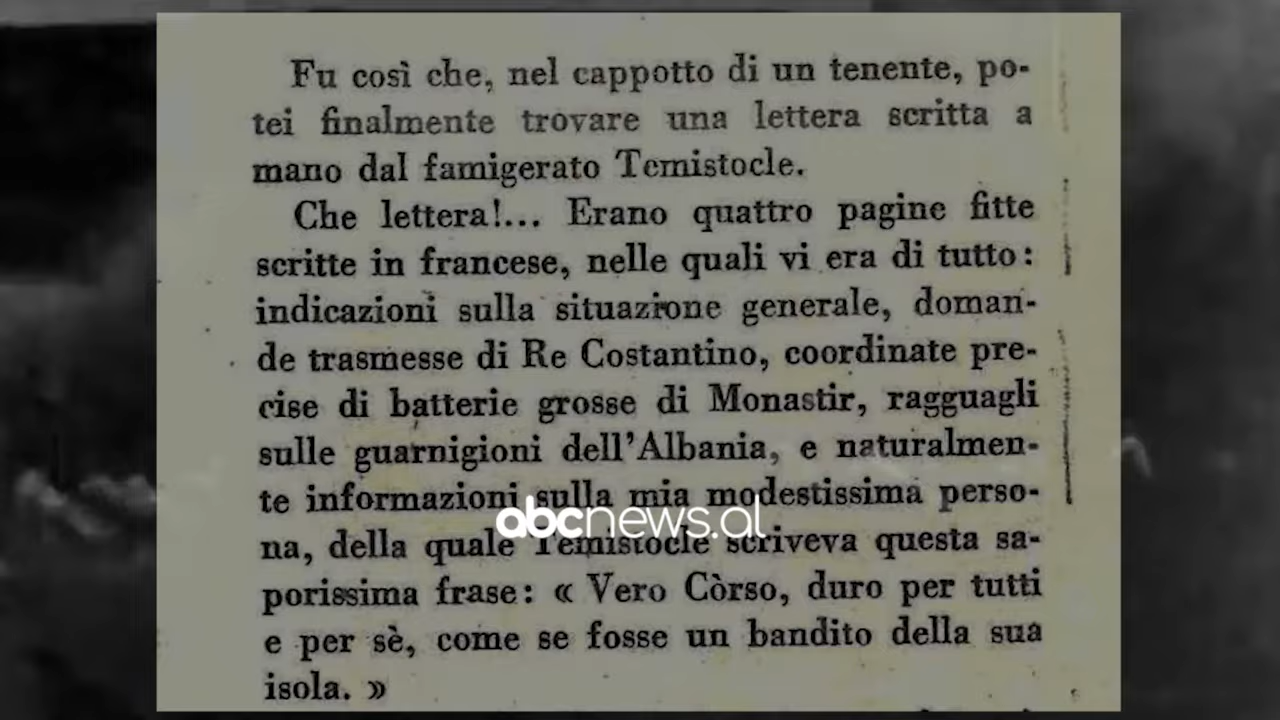 Fu così che, nel cappotto di un tenente, po-
tei finalmente trovare una lettera scritta a
mano dal famigerato Temistocle.
Che lettera!... Erano quattro pagine fitte
scritte in francese, nelle quali vi era di tutto:
indicazioni sulla situazione generale, doman-
de trasmesse di Re Costantino, coordinate pre-
cise di batterie grosse di Monastir, ragguagli
sulle guarnigioni dell'Albania, e naturalmen-
te informazioni sulla mia modestissima perso-
abcnews.al
na, della quale Temistocle scriveva questa sa-
porissima frase: « Vero Còrso, duro per tutti
e per sè, come se fosse un bandito della sua
isola. »